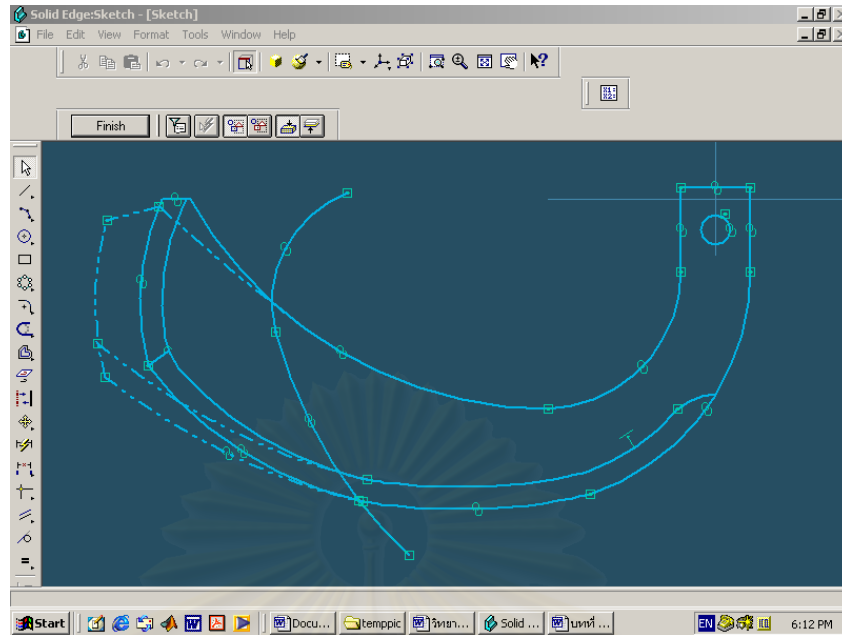 Solid Edge:Sketch - [Sketch]
File Edit View Format Tools Window Help
Finish
Start Docu... temppic วิทยา... Solid ... บทที่ ... EN 6:12 PM